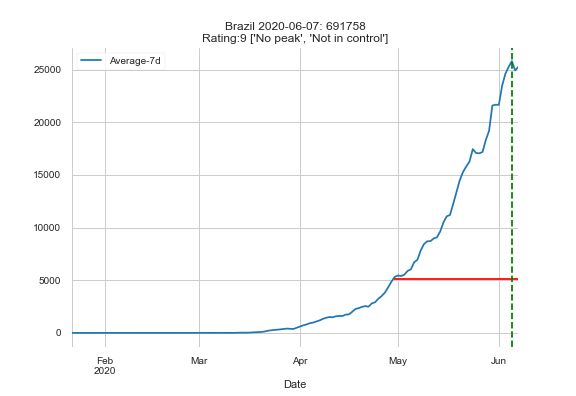 Brazil 2020-06-07: 691758
Rating:9 ['No peak', 'Not in control']
Average-7d
25000
20000
15000
10000
5000
0
Feb Mar Apr May Jun
2020
Date